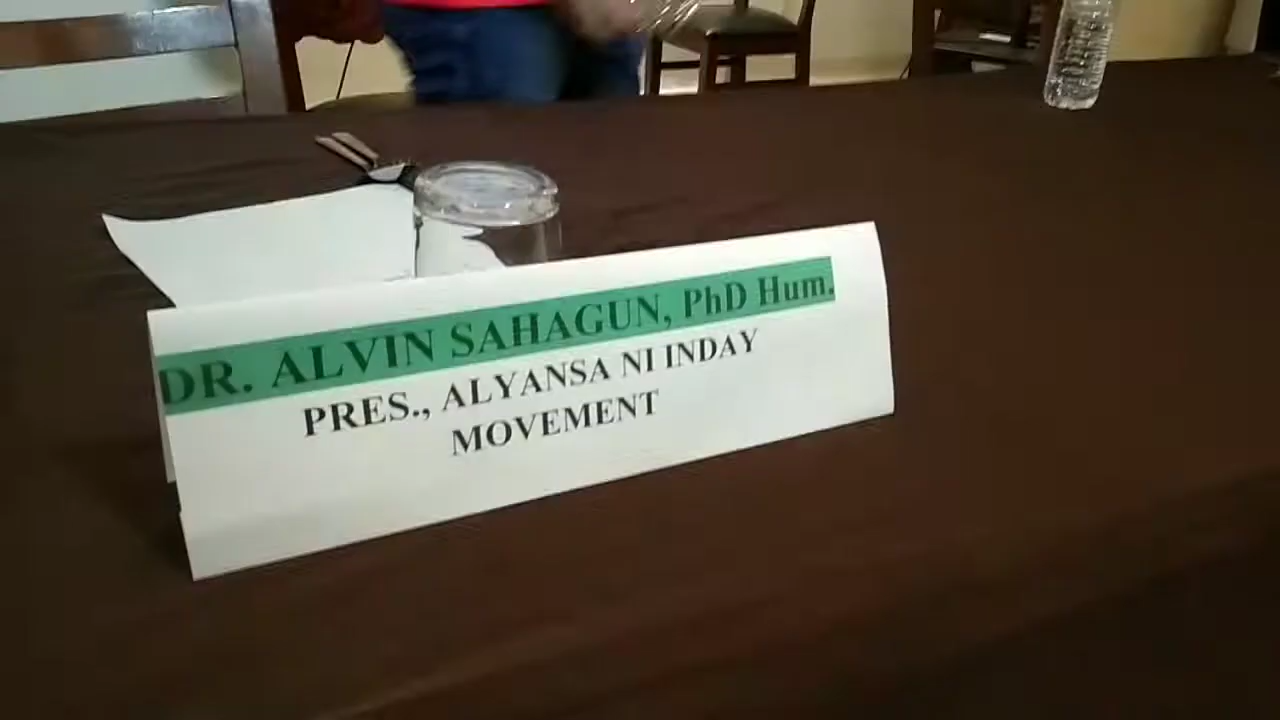 DR. ALVIN SAHAGUN, PhD Hum.
PRES., ALYANSA NI INDAY
MOVEMENT